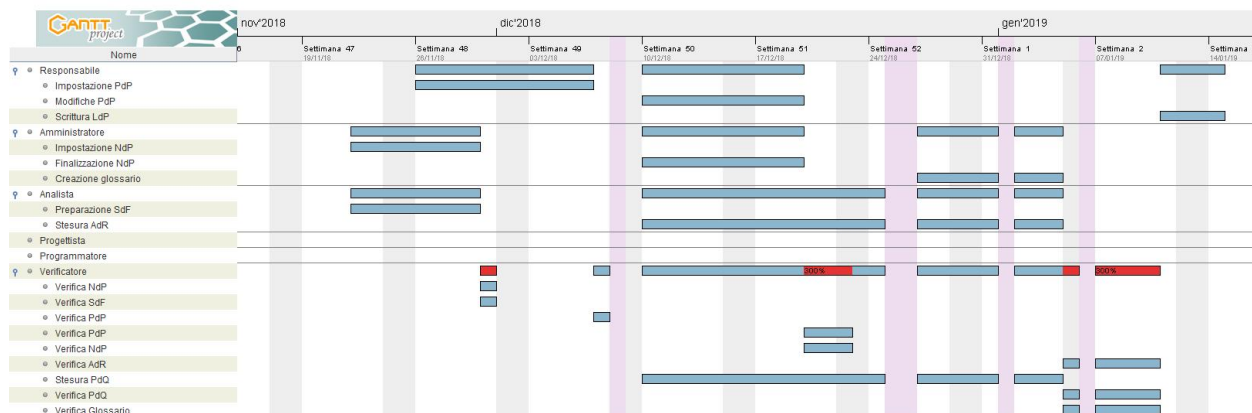 GANTT
project
nov'2018 dic'2018 gen'2019
Nome
6 Settimana 47 Settimana 48 Settimana 49 Settimana 50 Settimana 51 Settimana 52 Settimana 1 Settimana 2 Settimana
19/11/18 26/11/18 03/12/18 10/12/18 17/12/18 24/12/18 31/12/18 07/01/19 14/01/19
Responsabile
Impostazione PdP
Modifiche PdP
Scrittura LdP
Amministratore
Impostazione NdP
Finalizzazione NdP
Creazione glossario
Analista
Preparazione SdF
Stesura AdR
Progettista
Programmatore
Verificatore 300% 300%
Verifica NdP
Verifica SdF
Verifica PdP
Verifica PdP
Verifica NdP
Verifica AdR
Stesura PdQ
Verifica PdQ
Verifica Glossario